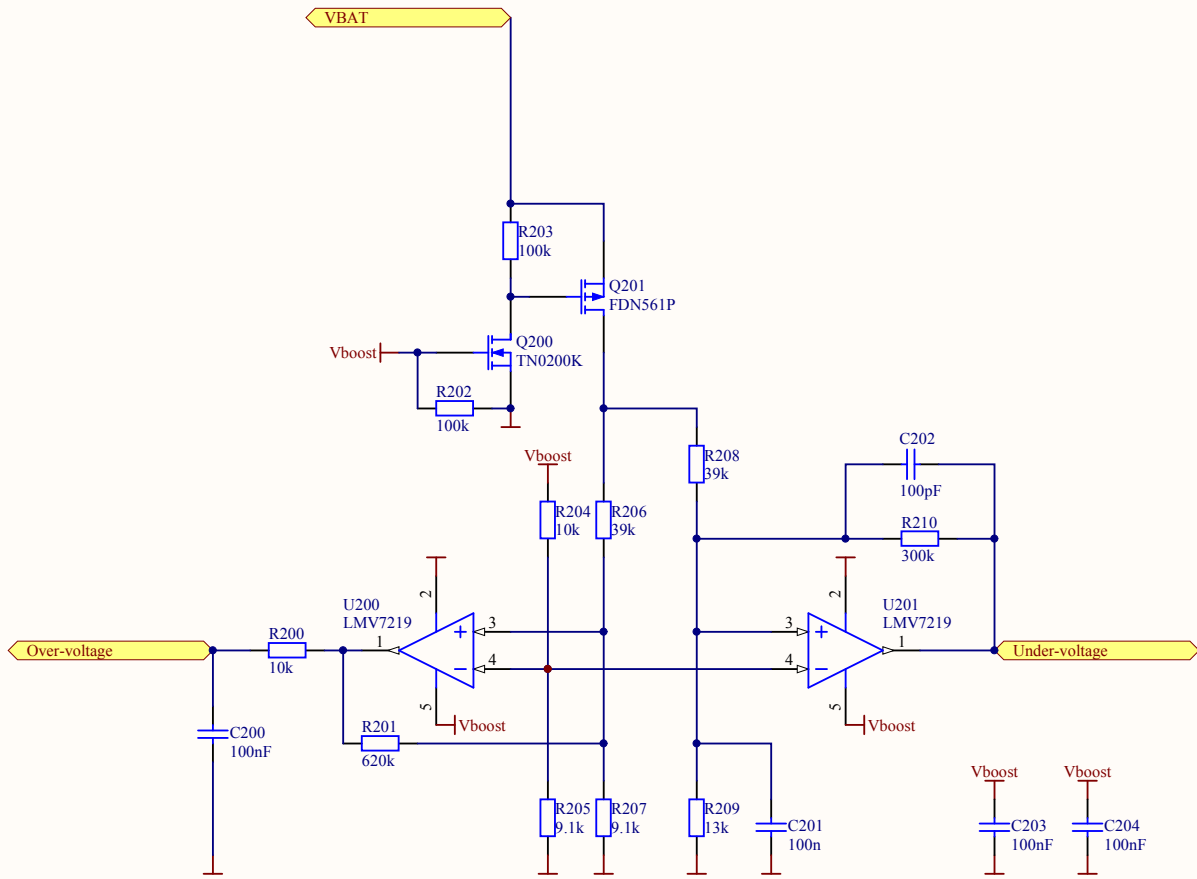 VBAT
R203
100k
Q201
FDN561P
Vboost
Q200
TN0200K
R202
100k
Vboost
R208
39k
C202
100pF
R204
10k
R206
39k
R210
300k
U200
LMV7219
2
1
+
3
-
4
5
Vboost
U201
LMV7219
2
3
+
4
-
1
5
Vboost
Over-voltage
R200
10k
Under-voltage
C200
100nF
R201
620k
R205
9.1k
R207
9.1k
R209
13k
C201
100n
Vboost
C203
100nF
Vboost
C204
100nF